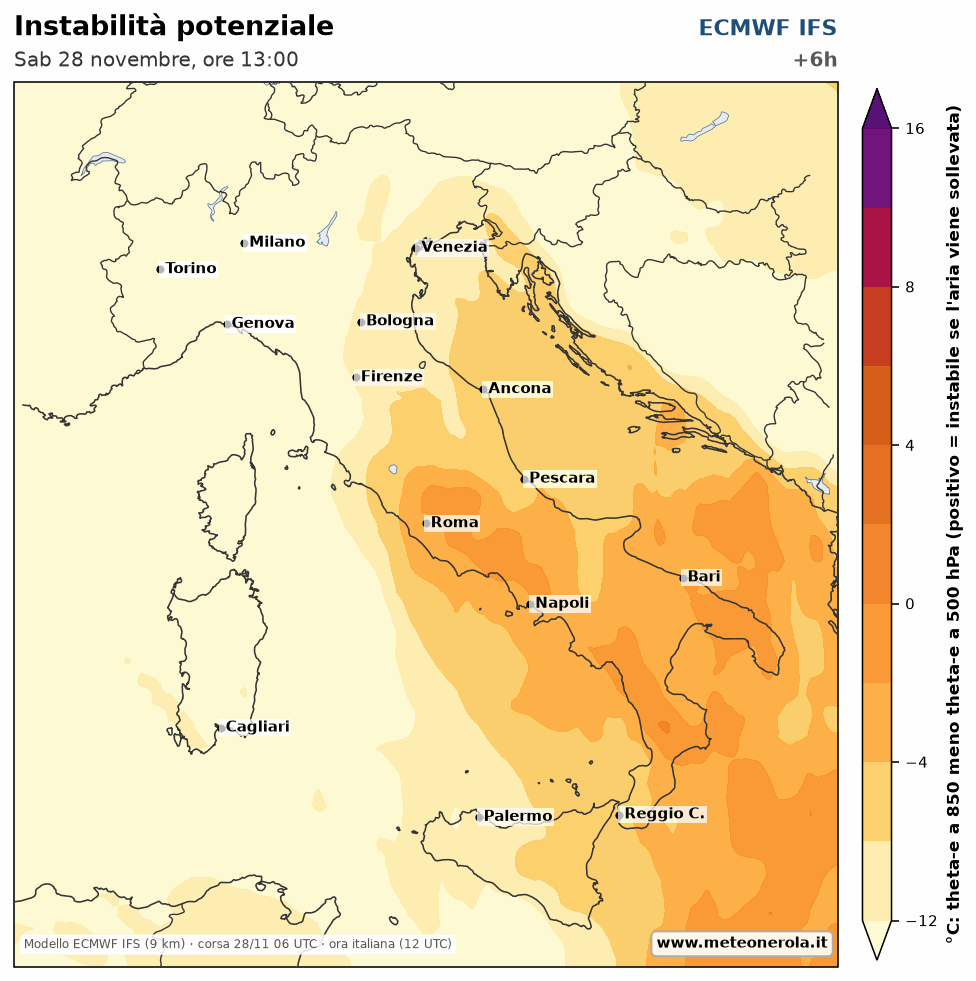 Instabilità potenziale
ECMWF IFS
Sab 28 novembre, ore 13:00
+6h
Milano
Venezia
Torino
Genova
Bologna
Firenze
Ancona
Pescara
Roma
Bari
Napoli
Cagliari
Palermo
Reggio C.
16
8
4
0
−4
−12
°C: theta-e a 850 meno theta-e a 500 hPa (positivo = instabile se l'aria viene sollevata)
Modello ECMWF IFS (9 km) · corsa 28/11 06 UTC · ora italiana (12 UTC)
www.meteonerola.it